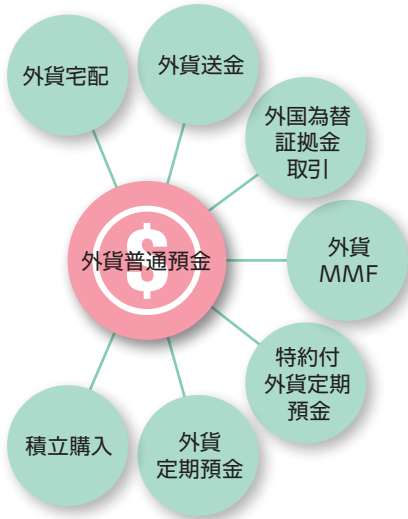 外貨宅配
外貨送金
外国為替
証拠金
取引
外貨普通預金
$
外貨
MMF
特約付
外貨定期
預金
積立購入
外貨
定期預金